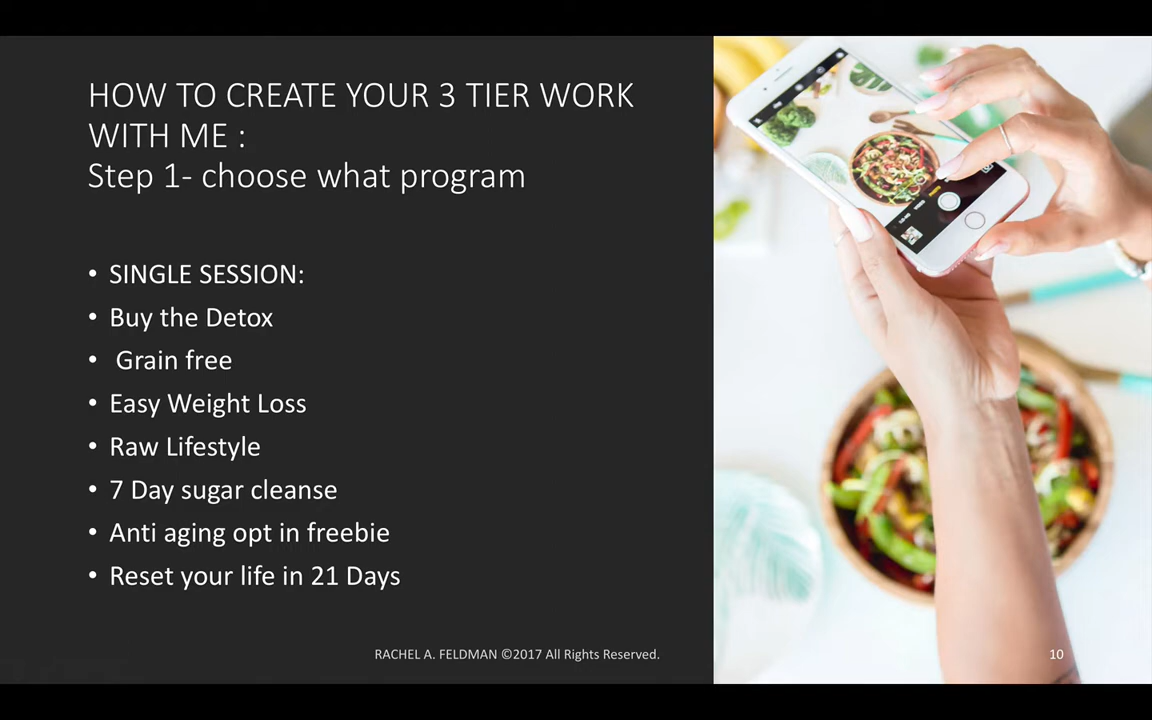 HOW TO CREATE YOUR 3 TIER WORK
WITH ME :
Step 1- choose what program
• SINGLE SESSION:
• Buy the Detox
• Grain free
• Easy Weight Loss
• Raw Lifestyle
• 7 Day sugar cleanse
• Anti aging opt in freebie
• Reset your life in 21 Days
RACHEL A. FELDMAN ©2017 All Rights Reserved.
10